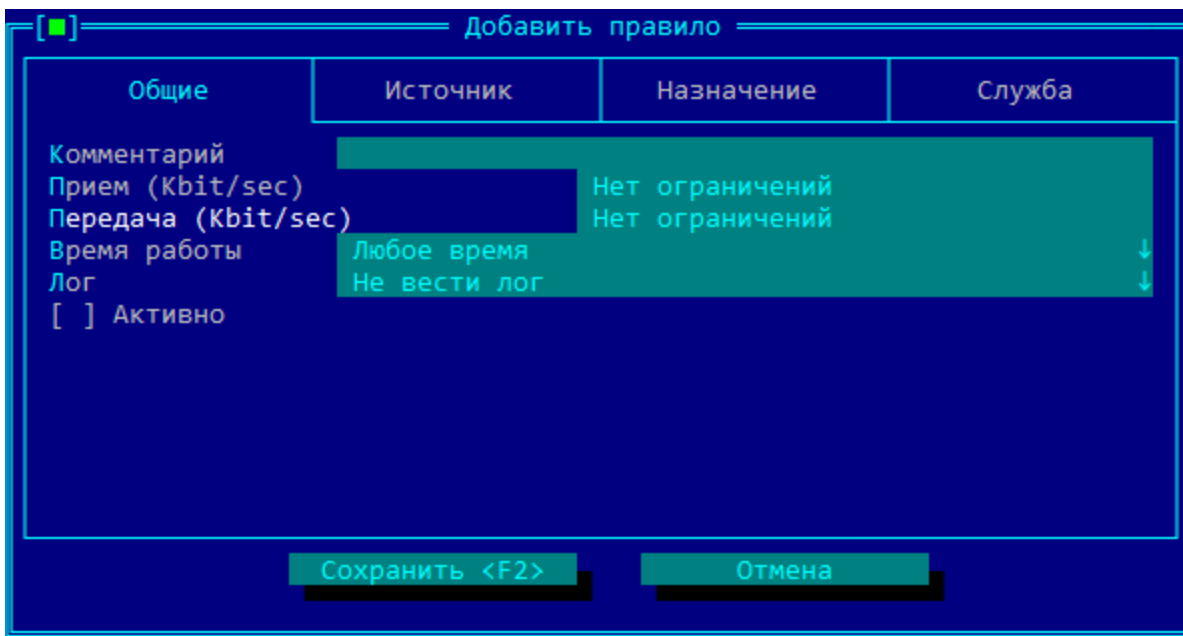 [■] Добавить правило
Общие Источник Назначение Служба
Комментарий
Прием (Kbit/sec) Нет ограничений
Передача (Kbit/sec) Нет ограничений
Время работы Любое время ↓
Лог Не вести лог ↓
[ ] Активно
Сохранить <F2> Отмена